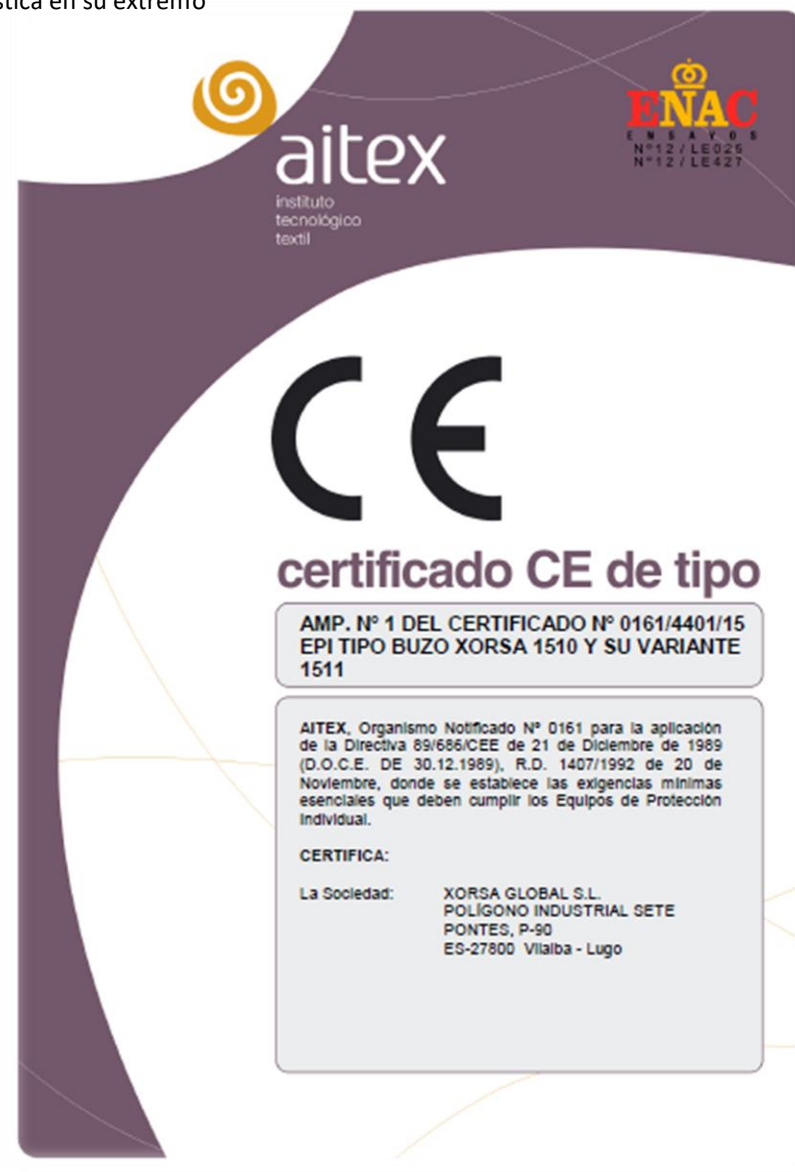 stica en su extremo
aitex
instituto
tecnológico
textil
ENAC
ENSAYOS
Nº12 / LE025
Nº12 / LE427
CE
certificado CE de tipo
AMP. Nº 1 DEL CERTIFICADO Nº 0161/4401/15
EPI TIPO BUZO XORSA 1510 Y SU VARIANTE
1511
AITEX, Organismo Notificado Nº 0161 para la aplicación
de la Directiva 89/686/CEE de 21 de Diciembre de 1989
(D.O.C.E. DE 30.12.1989), R.D. 1407/1992 de 20 de
Noviembre, donde se establece las exigencias mínimas
esenciales que deben cumplir los Equipos de Protección
Individual.
CERTIFICA:
La Sociedad: XORSA GLOBAL S.L.
POLÍGONO INDUSTRIAL SETE
PONTES, P-90
ES-27800 Vilalba - Lugo